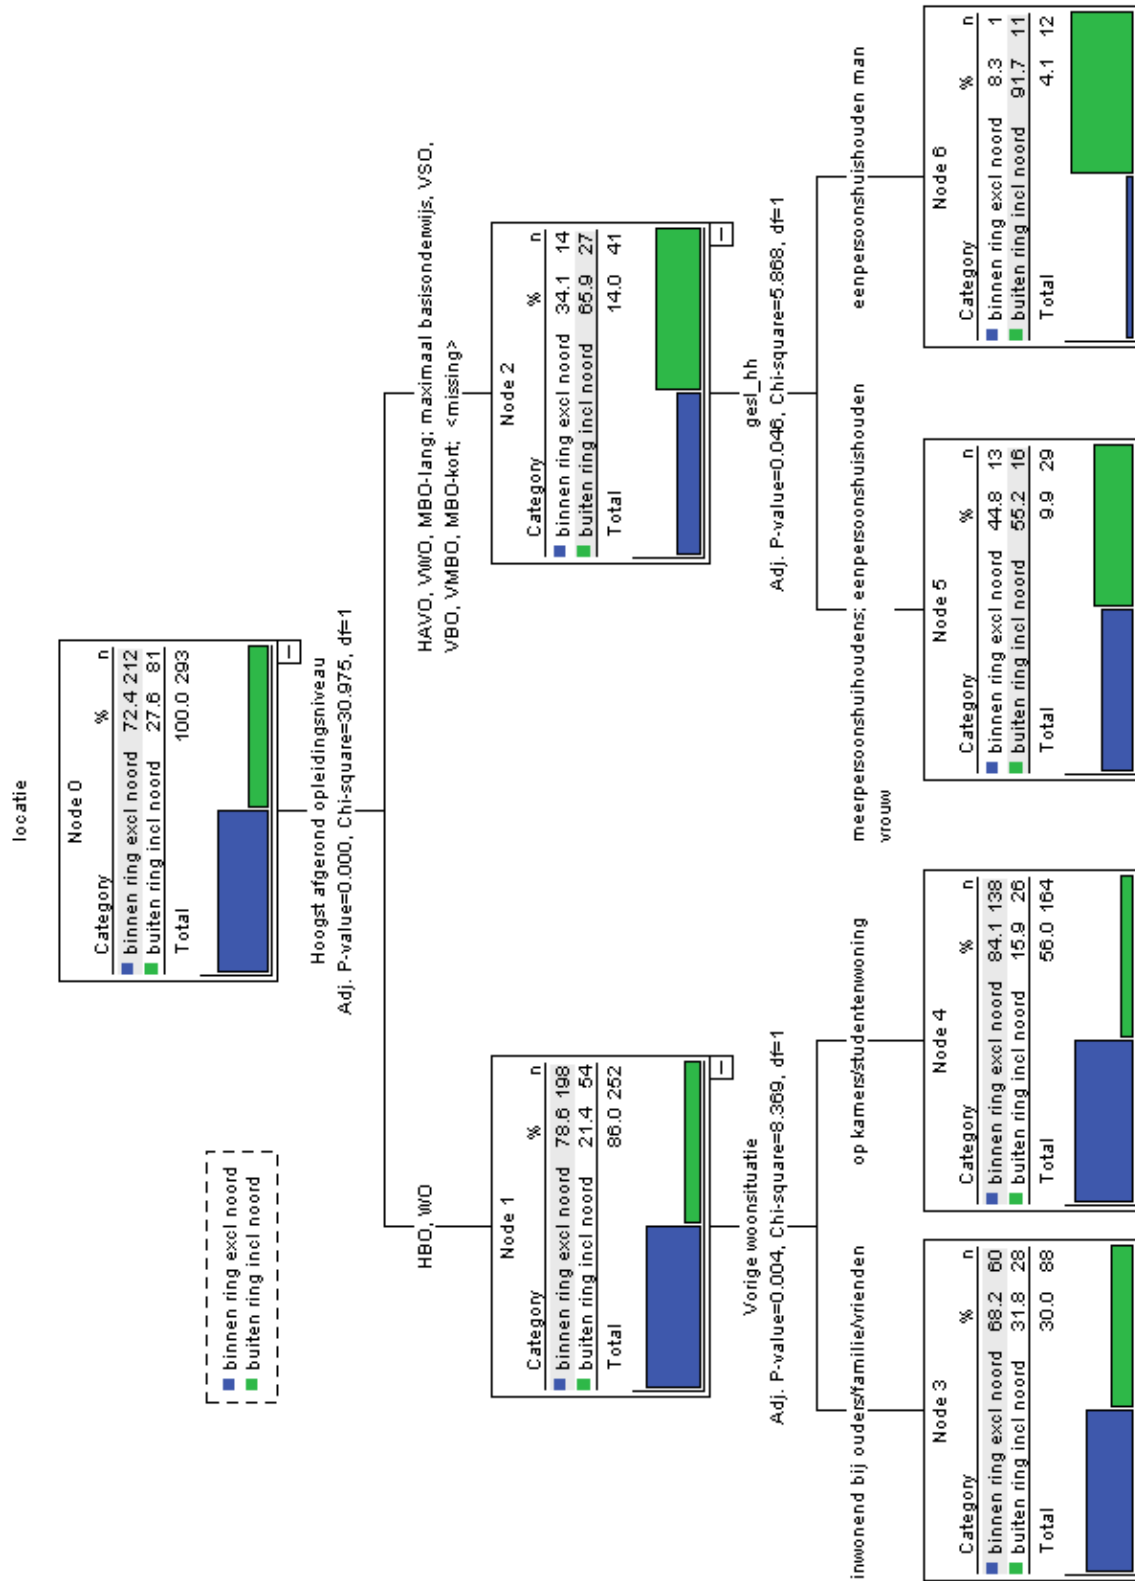 locatie
binnen ring excl noord
buiten ring incl noord
Node 0
Category % n
binnen ring excl noord 72.4 212
buiten ring incl noord 27.6 81
Total 100.0 293
Hoogst afgerond opleidingsniveau
Adj. P-value=0.000, Chi-square=30.975, df=1
HBO, WO
HAVO, VWO, MBO-lang; maximaal basisonderwijs, VSO,
VBO, VMBO, MBO-kort; <missing>
Node 1
Category % n
binnen ring excl noord 78.6 198
buiten ring incl noord 21.4 54
Total 86.0 252
Node 2
Category % n
binnen ring excl noord 34.1 14
buiten ring incl noord 65.9 27
Total 14.0 41
Vorige woonsituatie
Adj. P-value=0.004, Chi-square=8.369, df=1
gesl_hh
Adj. P-value=0.046, Chi-square=5.868, df=1
inwonend bij ouders/familie/vrienden
op kamers/studentenwoning
meerpersoonshuihoudens; eenpersoonshuishouden
vrouw
eenpersoonshuishouden man
Node 3
Category % n
binnen ring excl noord 68.2 60
buiten ring incl noord 31.8 28
Total 30.0 88
Node 4
Category % n
binnen ring excl noord 84.1 138
buiten ring incl noord 15.9 26
Total 56.0 164
Node 5
Category % n
binnen ring excl noord 44.8 13
buiten ring incl noord 55.2 16
Total 9.9 29
Node 6
Category % n
binnen ring excl noord 8.3 1
buiten ring incl noord 91.7 11
Total 4.1 12